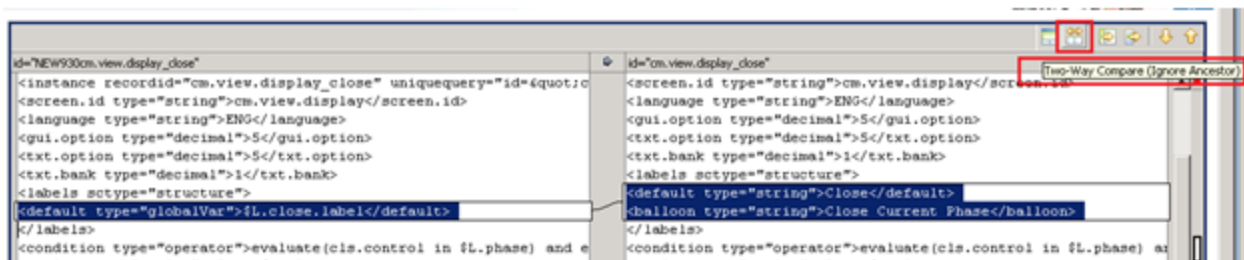 Two-Way Compare (Ignore Ancestor)
id="NEW930cm.view.display_close"
<instance recordid="cm.view.display_close" uniquequery="id=&quot;c
<screen.id type="string">cm.view.display</screen.id>
<language type="string">ENG</language>
<gui.option type="decimal">5</gui.option>
<txt.option type="decimal">5</txt.option>
<txt.bank type="decimal">1</txt.bank>
<labels sctype="structure">
<default type="globalVar">$L.close.label</default>
</labels>
<condition type="operator">evaluate(cls.control in $L.phase) and e
id="cm.view.display_close"
<screen.id type="string">cm.view.display</screen.id>
<language type="string">ENG</language>
<gui.option type="decimal">5</gui.option>
<txt.option type="decimal">5</txt.option>
<txt.bank type="decimal">1</txt.bank>
<labels sctype="structure">
<default type="string">Close</default>
<balloon type="string">Close Current Phase</balloon>
</labels>
<condition type="operator">evaluate(cls.control in $L.phase) an